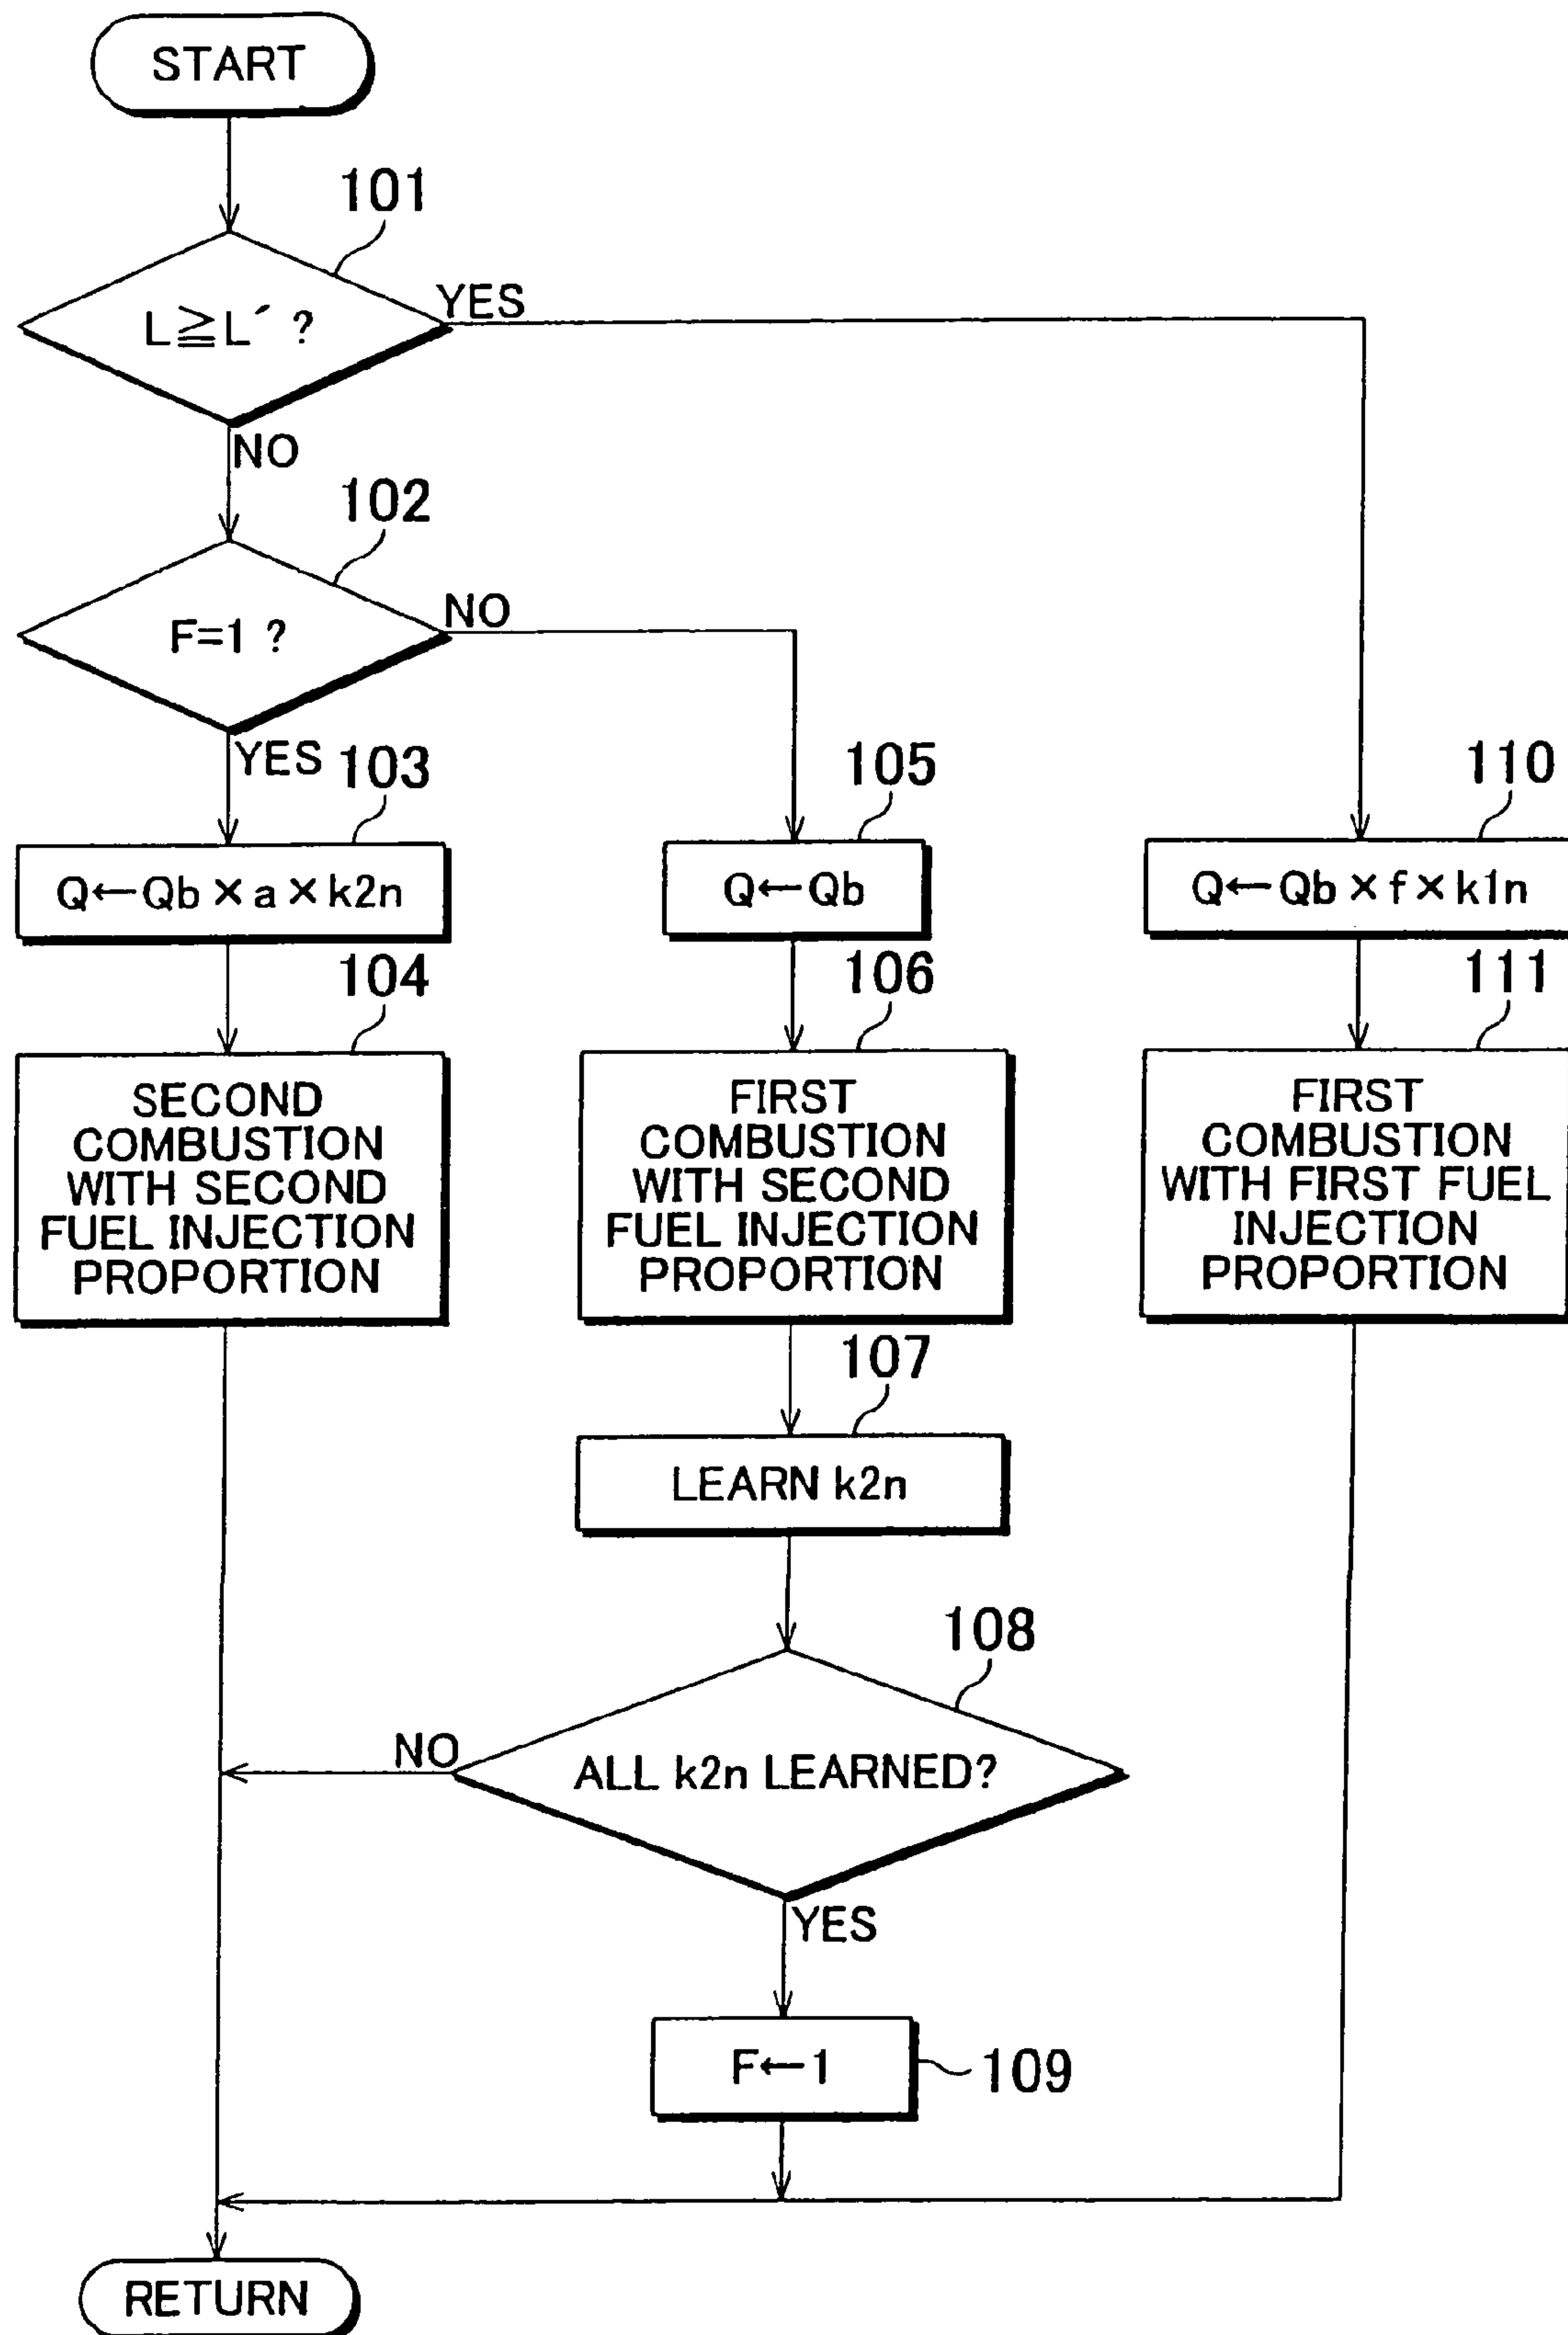 START
101
L≧L´ ?
YES
NO
102
F=1 ?
NO
YES
103
105
110
Q←Qb×a×k2n
Q←Qb
Q←Qb×f×k1n
104
106
111
SECOND
COMBUSTION
WITH SECOND
FUEL INJECTION
PROPORTION
FIRST
COMBUSTION
WITH SECOND
FUEL INJECTION
PROPORTION
FIRST
COMBUSTION
WITH FIRST FUEL
INJECTION
PROPORTION
107
LEARN k2n
108
NO
ALL k2n LEARNED?
YES
F←1
109
RETURN